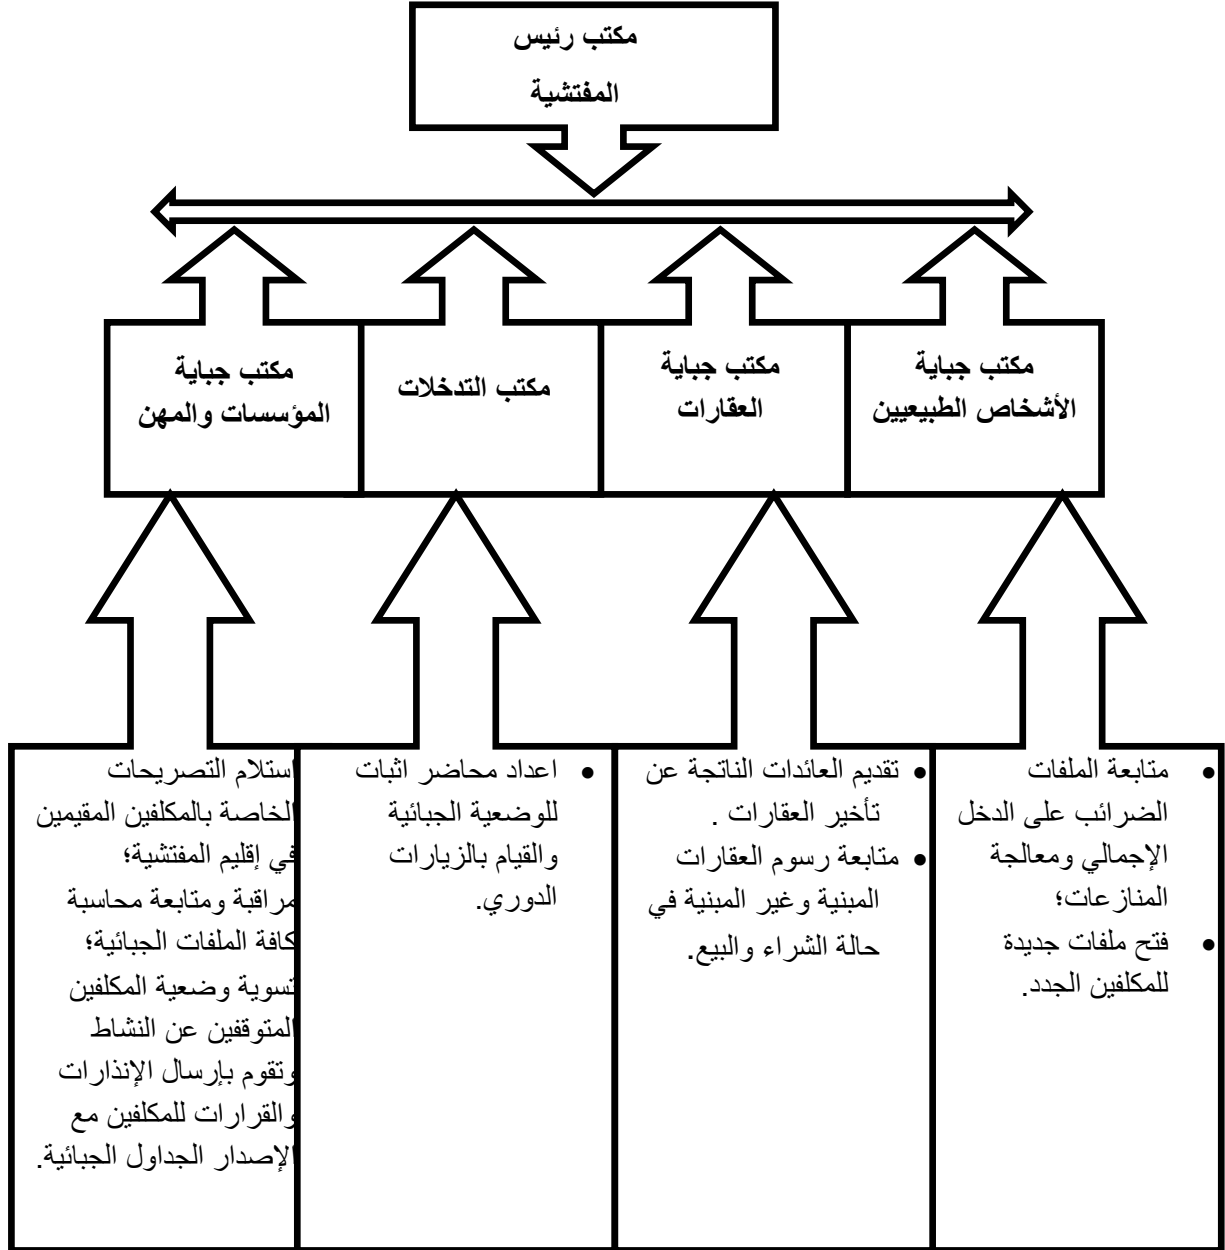 مكتب رئيس
المفتشية
مكتب جباية
الأشخاص الطبيعيين
مكتب جباية
العقارات
مكتب التدخلات
مكتب جباية
المؤسسات والمهن
• متابعة الملفات
الضرائب على الدخل
الإجمالي ومعالجة
المنازعات؛
• فتح ملفات جديدة
للمكلفين الجدد.
• تقديم العائدات الناتجة عن
تأخير العقارات .
• متابعة رسوم العقارات
المبنية وغير المبنية في
حالة الشراء والبيع.
• اعداد محاضر اثبات
للوضعية الجبائية
والقيام بالزيارات
الدوري.
استلام التصريحات
الخاصة بالمكلفين المقيمين
في إقليم المفتشية؛
مراقبة ومتابعة محاسبة
كافة الملفات الجبائية؛
تسوية وضعية المكلفين
المتوقفين عن النشاط
وتقوم بإرسال الإنذارات
والقرارات للمكلفين مع
الإصدار الجداول الجبائية.